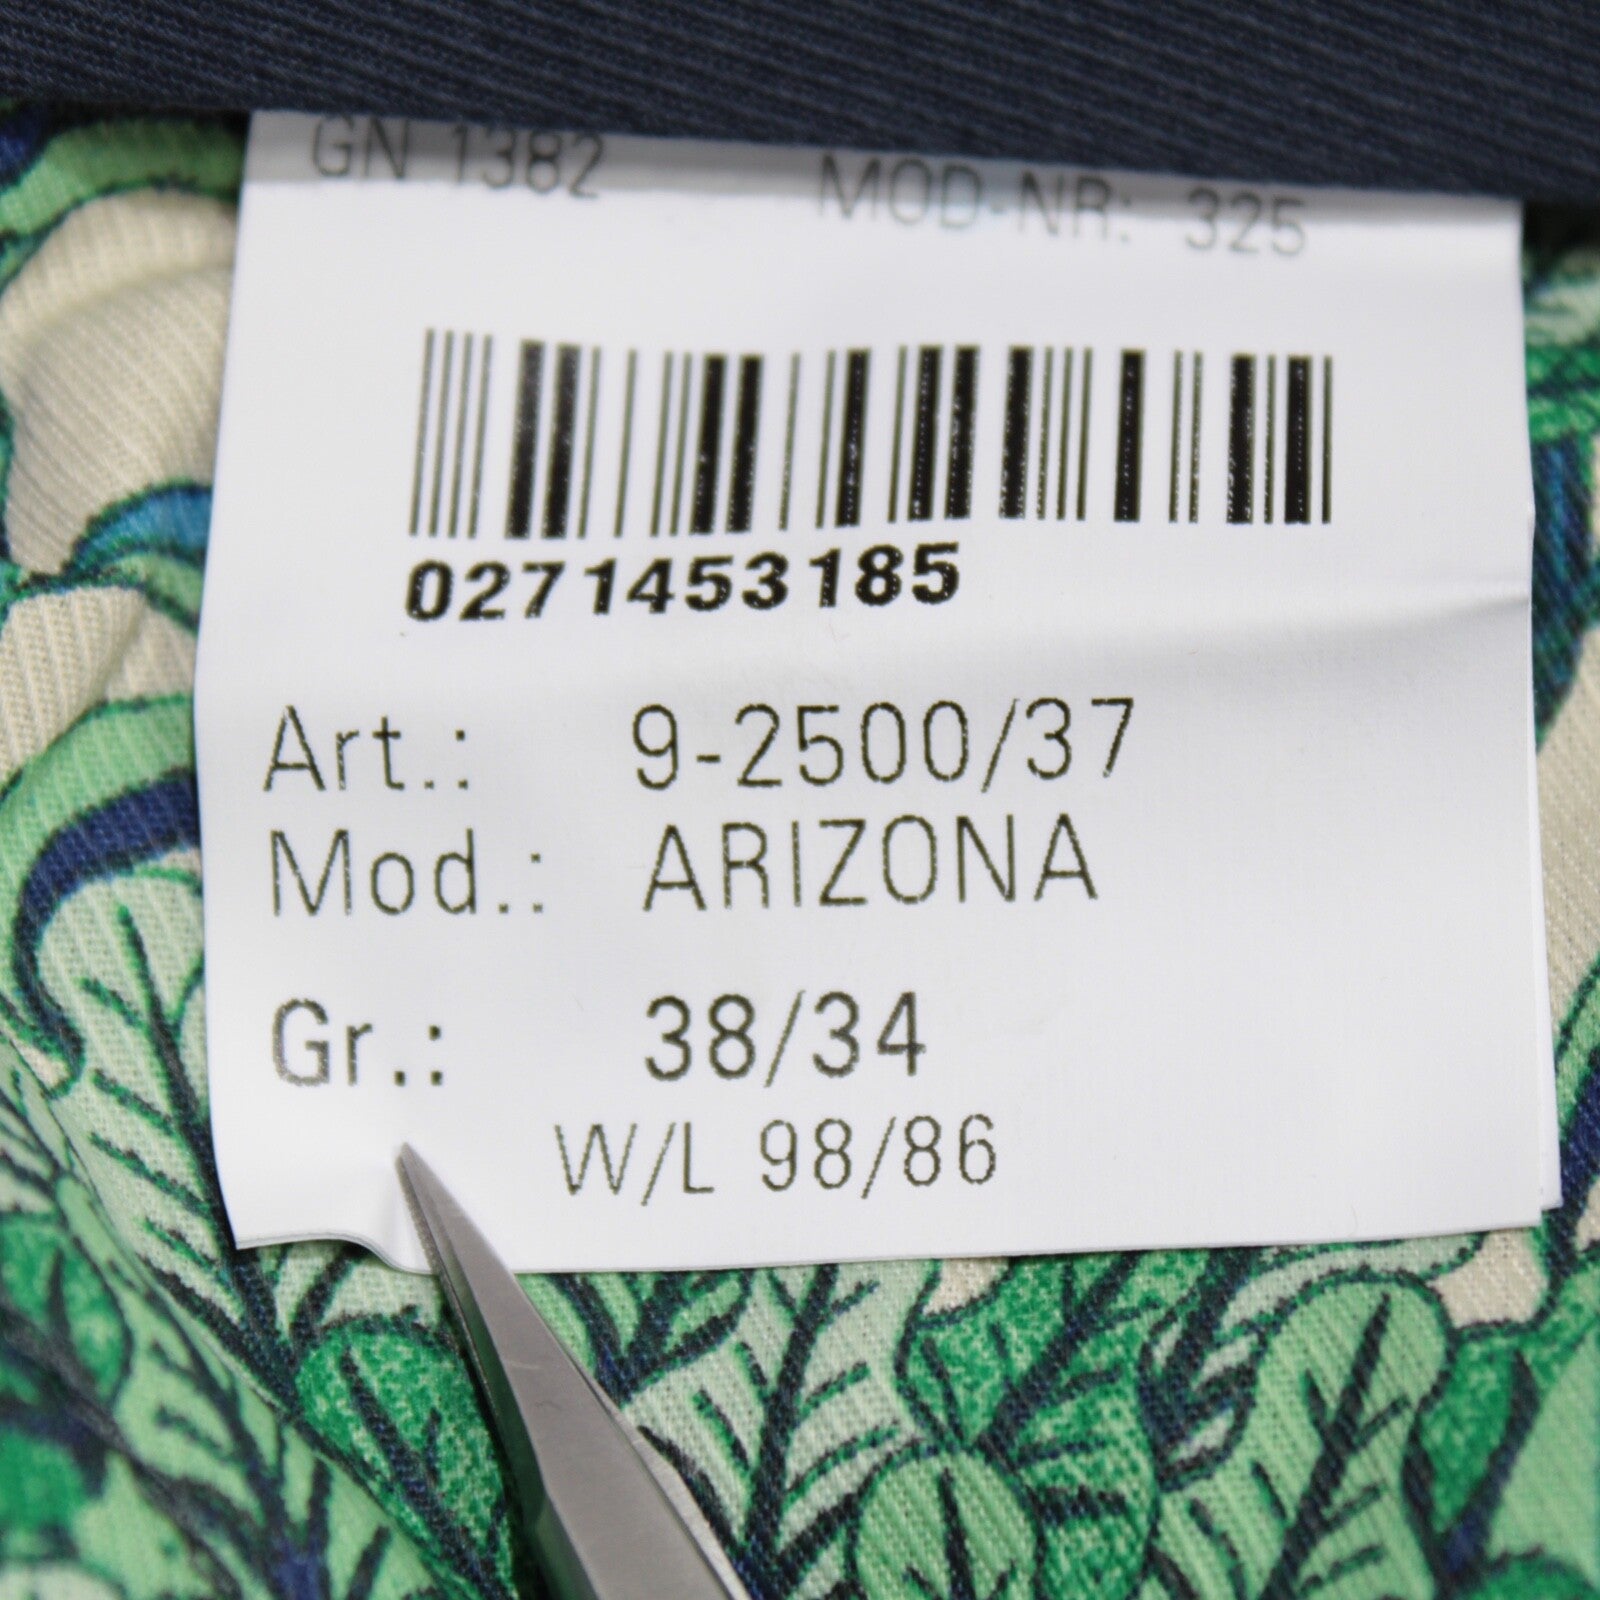 GN 1382 MOD-NR: 325
0271453185
Art.: 9-2500/37
Mod.: ARIZONA
Gr.: 38/34
W/L 98/86